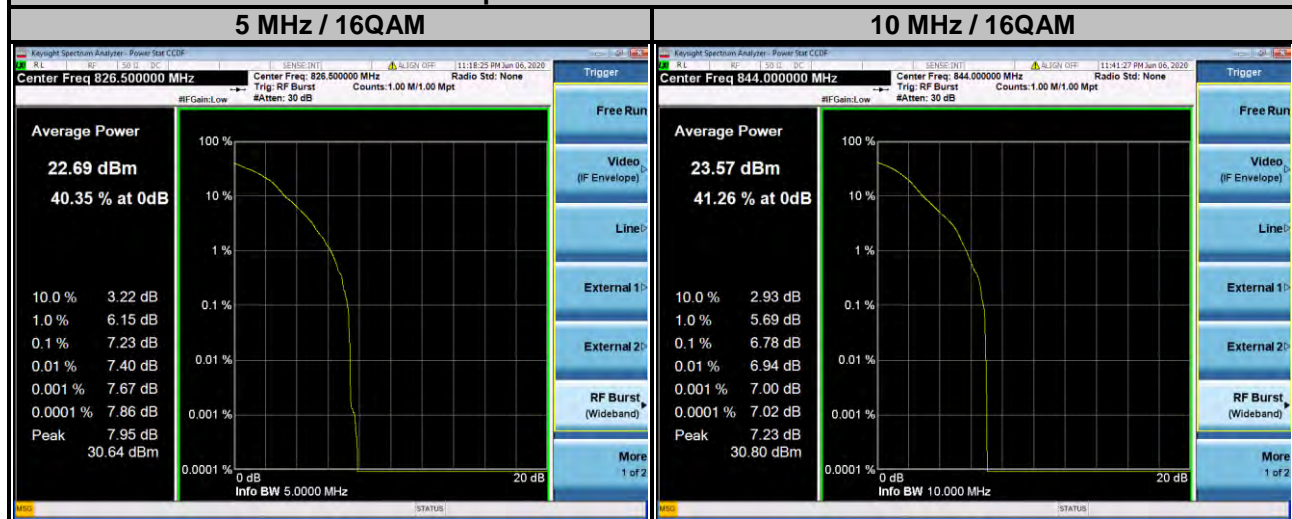 5 MHz / 16QAM
Keysight Spectrum Analyzer - Power Stat CCDF
RL RF 50 Ω DC SENSE:INT ALIGN OFF 11:18:25 PM Jun 06, 2020
Center Freq 826.500000 MHz
Center Freq: 826.500000 MHz Radio Std: None
Trig: RF Burst Counts:1.00 M/1.00 Mpt
#IFGain:Low #Atten: 30 dB
Average Power
22.69 dBm
40.35 % at 0dB
10.0 % 3.22 dB
1.0 % 6.15 dB
0.1 % 7.23 dB
0.01 % 7.40 dB
0.001 % 7.67 dB
0.0001 % 7.86 dB
Peak 7.95 dB
30.64 dBm
100 %
10 %
1 %
0.1 %
0.01 %
0.001 %
0.0001 %
0 dB 20 dB
Info BW 5.0000 MHz
Trigger
Free Run
Video
(IF Envelope)
Line
External 1
External 2
RF Burst
(Wideband)
More
1 of 2
MSG STATUS
10 MHz / 16QAM
Keysight Spectrum Analyzer - Power Stat CCDF
RL RF 50 Ω DC SENSE:INT ALIGN OFF 11:41:27 PM Jun 06, 2020
Center Freq 844.000000 MHz
Center Freq: 844.000000 MHz Radio Std: None
Trig: RF Burst Counts:1.00 M/1.00 Mpt
#IFGain:Low #Atten: 30 dB
Average Power
23.57 dBm
41.26 % at 0dB
10.0 % 2.93 dB
1.0 % 5.69 dB
0.1 % 6.78 dB
0.01 % 6.94 dB
0.001 % 7.00 dB
0.0001 % 7.02 dB
Peak 7.23 dB
30.80 dBm
100 %
10 %
1 %
0.1 %
0.01 %
0.001 %
0.0001 %
0 dB 20 dB
Info BW 10.000 MHz
Trigger
Free Run
Video
(IF Envelope)
Line
External 1
External 2
RF Burst
(Wideband)
More
1 of 2
MSG STATUS